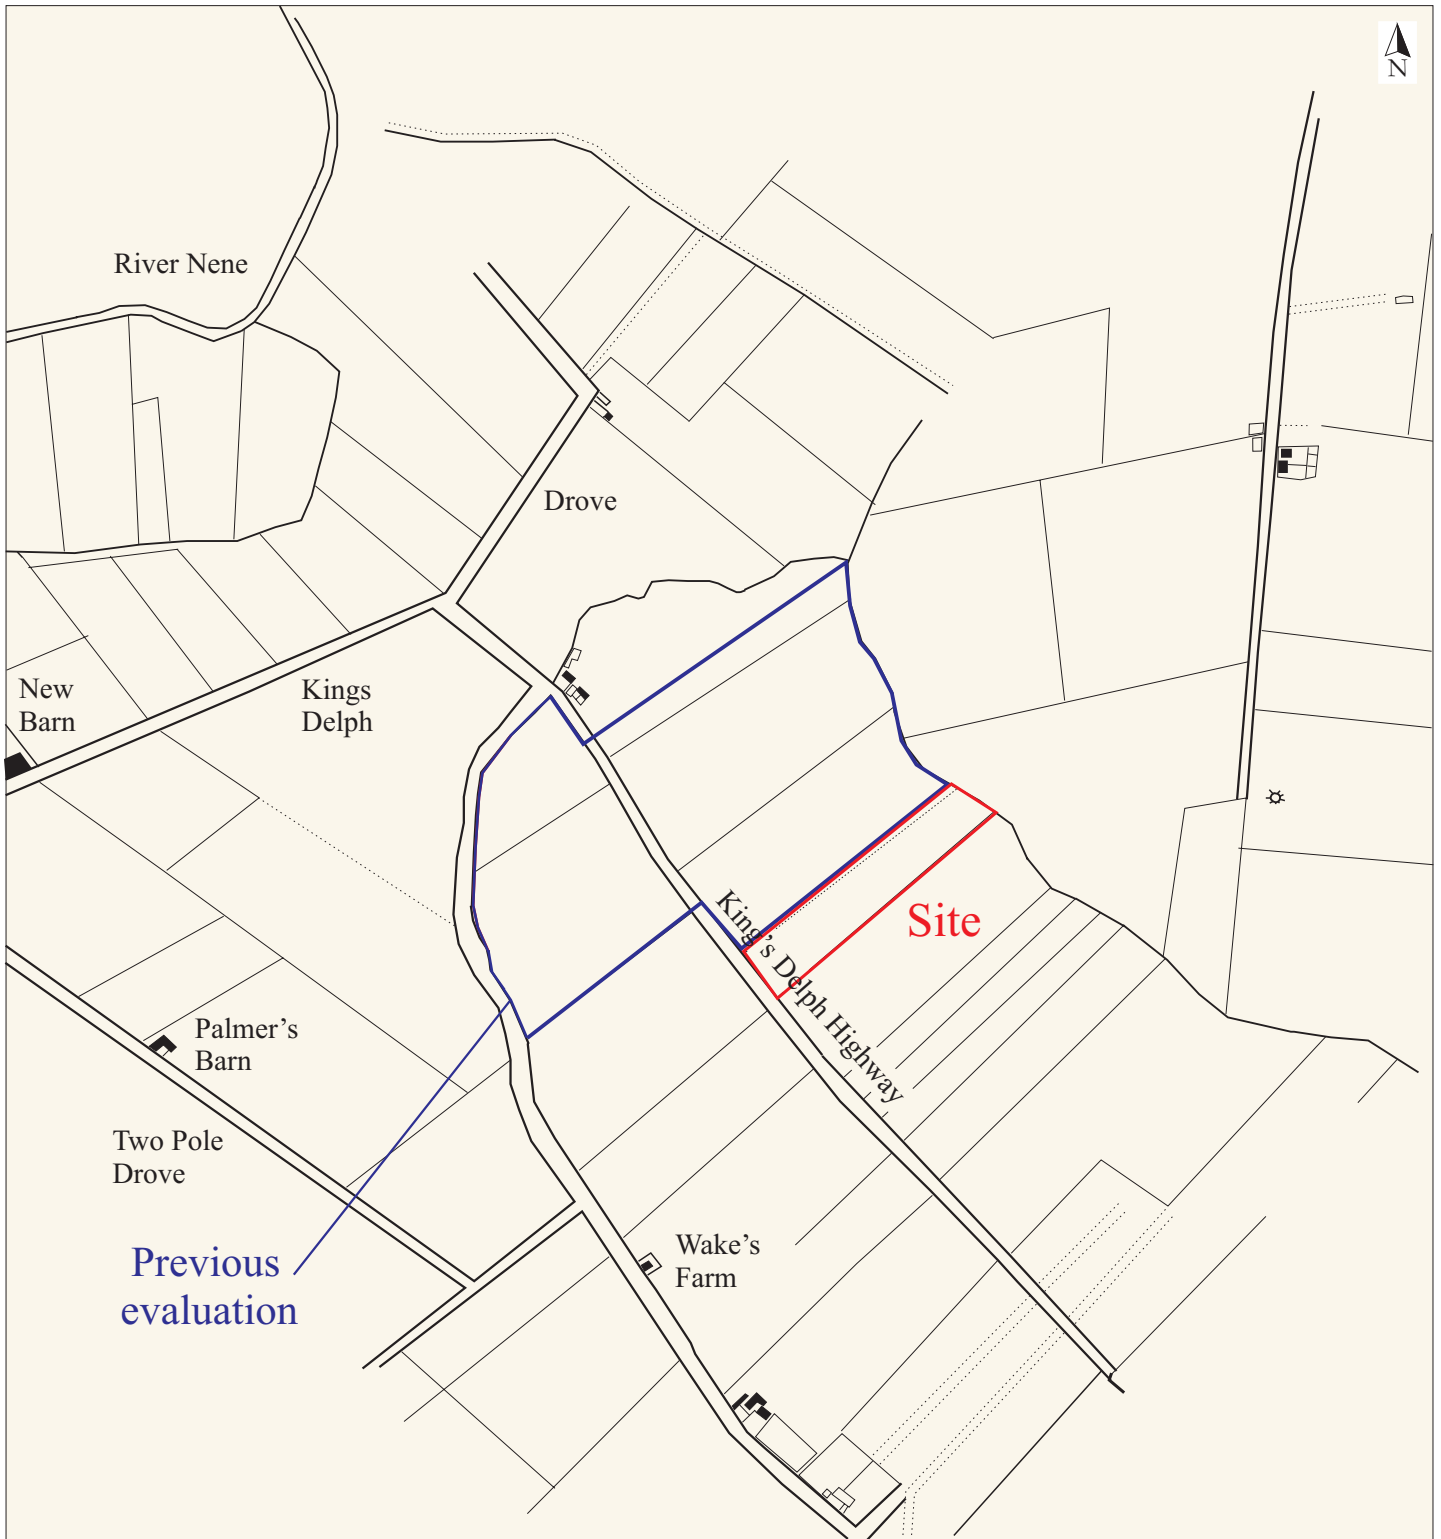 N
River Nene
Drove
New
Barn
Kings
Delph
King's Delph Highway
Site
Palmer's
Barn
Two Pole
Drove
Previous
evaluation
Wake's
Farm